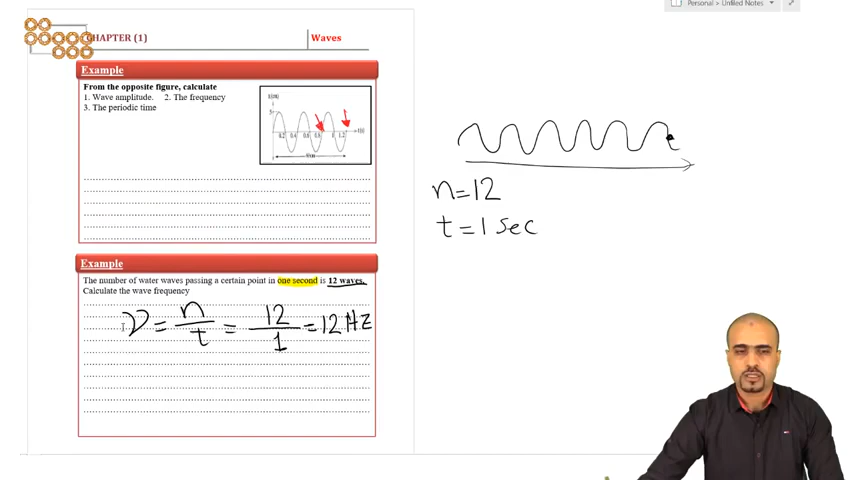 Personal > Unfiled Notes
CHAPTER (1)
Waves
Example
From the opposite figure, calculate
1. Wave amplitude. 2. The frequency
3. The periodic time
0.2 0.4 0.6 0.8 1 1.2
n=12
t=1 sec
Example
The number of water waves passing a certain point in one second is 12 waves.
Calculate the wave frequency
ν = n/t = 12/1 = 12 HZ